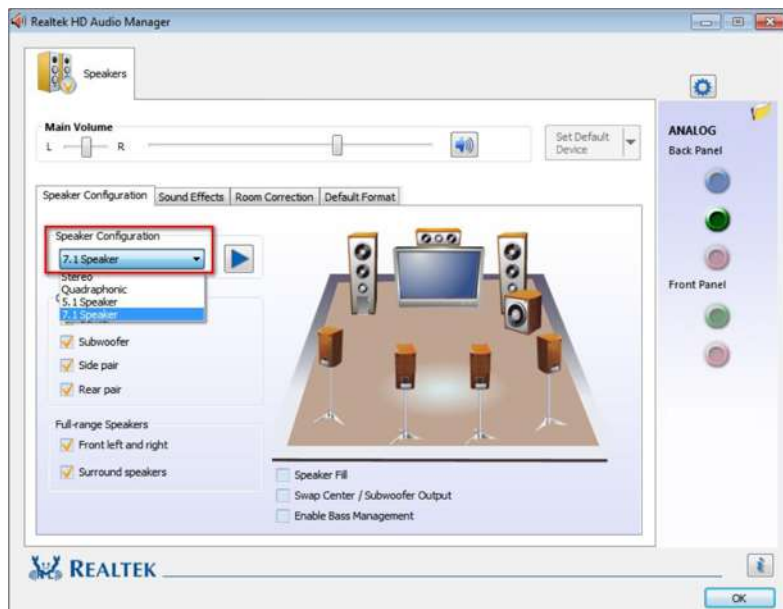 Realtek HD Audio Manager
Speakers
Main Volume
L R
Set Default
Device
ANALOG
Back Panel
Speaker Configuration Sound Effects Room Correction Default Format
Speaker Configuration
7.1 Speaker
Stereo
Quadraphonic
5.1 Speaker
7.1 Speaker
Subwoofer
Side pair
Rear pair
Front Panel
Full-range Speakers
Front left and right
Surround speakers
Speaker Fill
Swap Center / Subwoofer Output
Enable Bass Management
REALTEK
OK